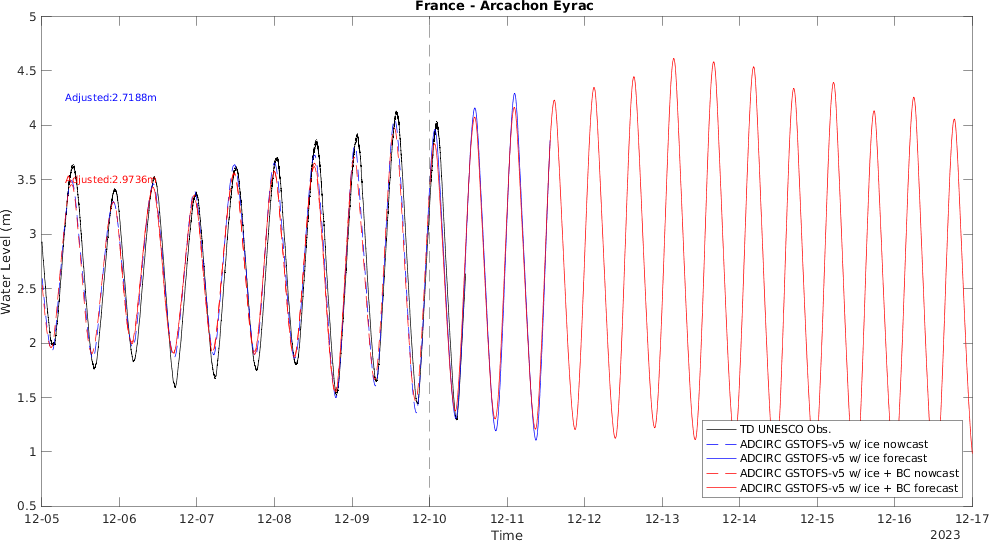 France - Arcachon Eyrac
5
4.5
4
3.5
3
2.5
2
1.5
1
0.5
Water Level (m)
Adjusted:2.7188m
Adjusted:2.9736m
TD UNESCO Obs.
ADCIRC GSTOFS-v5 w/ ice nowcast
ADCIRC GSTOFS-v5 w/ ice forecast
ADCIRC GSTOFS-v5 w/ ice + BC nowcast
ADCIRC GSTOFS-v5 w/ ice + BC forecast
12-05 12-06 12-07 12-08 12-09 12-10 12-11 12-12 12-13 12-14 12-15 12-16 12-17
Time
2023